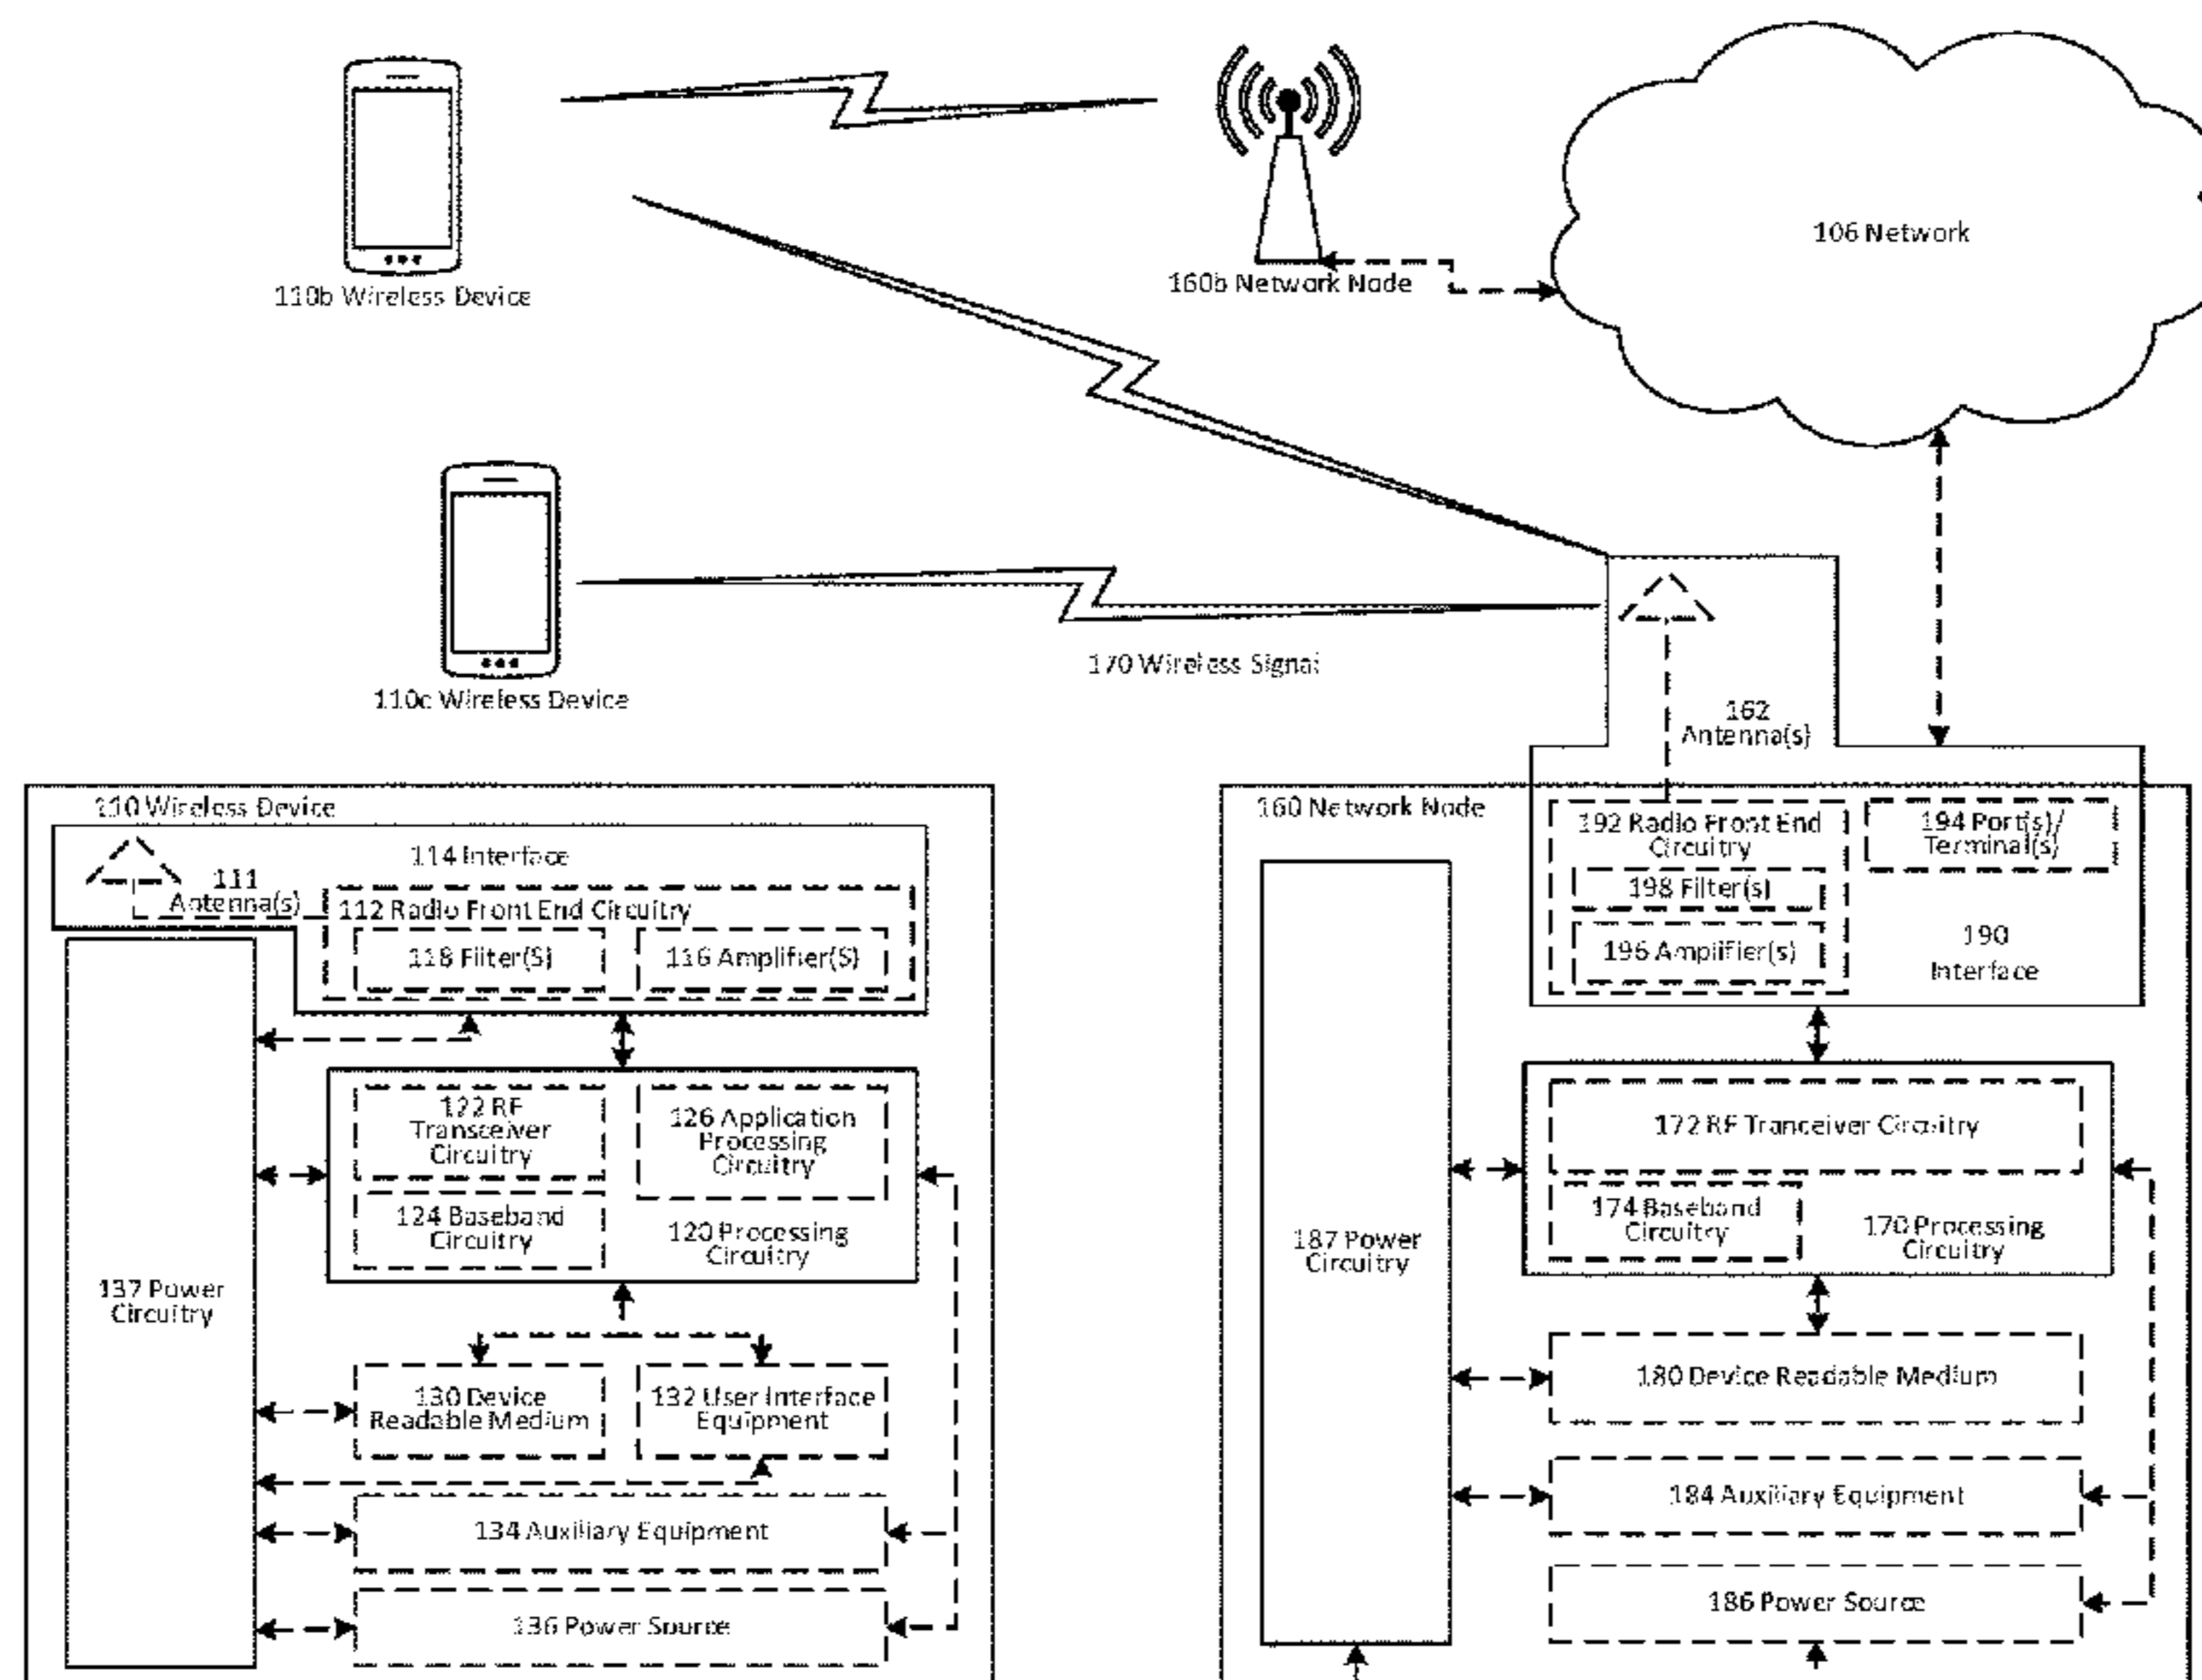 106 Network
110b Wireless Device
160b Network Node
170 Wireless Signal
110c Wireless Device
162
Antenna(s)
110 Wireless Device
114 Interface
111
Antenna(s)
112 Radio Front End Circuitry
118 Filter(S)
116 Amplifier(S)
122 RF
Transceiver
Circuitry
126 Application
Processing
Circuitry
124 Baseband
Circuitry
120 Processing
Circuitry
137 Power
Circuitry
130 Device
Readable Medium
132 User Interface
Equipment
134 Auxiliary Equipment
136 Power Source
160 Network Node
192 Radio Front End
Circuitry
194 Port(s)/
Terminal(s)
198 Filter(s)
196 Amplifier(s)
190
Interface
172 RF Tranceiver Circuitry
174 Baseband
Circuitry
170 Processing
Circuitry
187 Power
Circuitry
180 Device Readable Medium
184 Auxiliary Equipment
186 Power Source